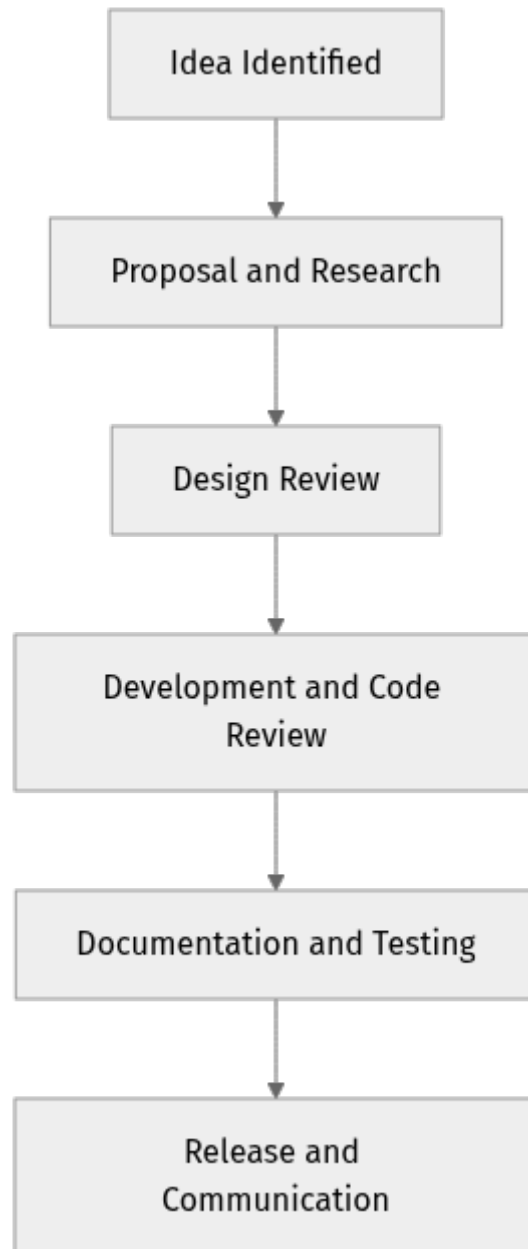 Idea Identified
Proposal and Research
Design Review
Development and Code
Review
Documentation and Testing
Release and
Communication